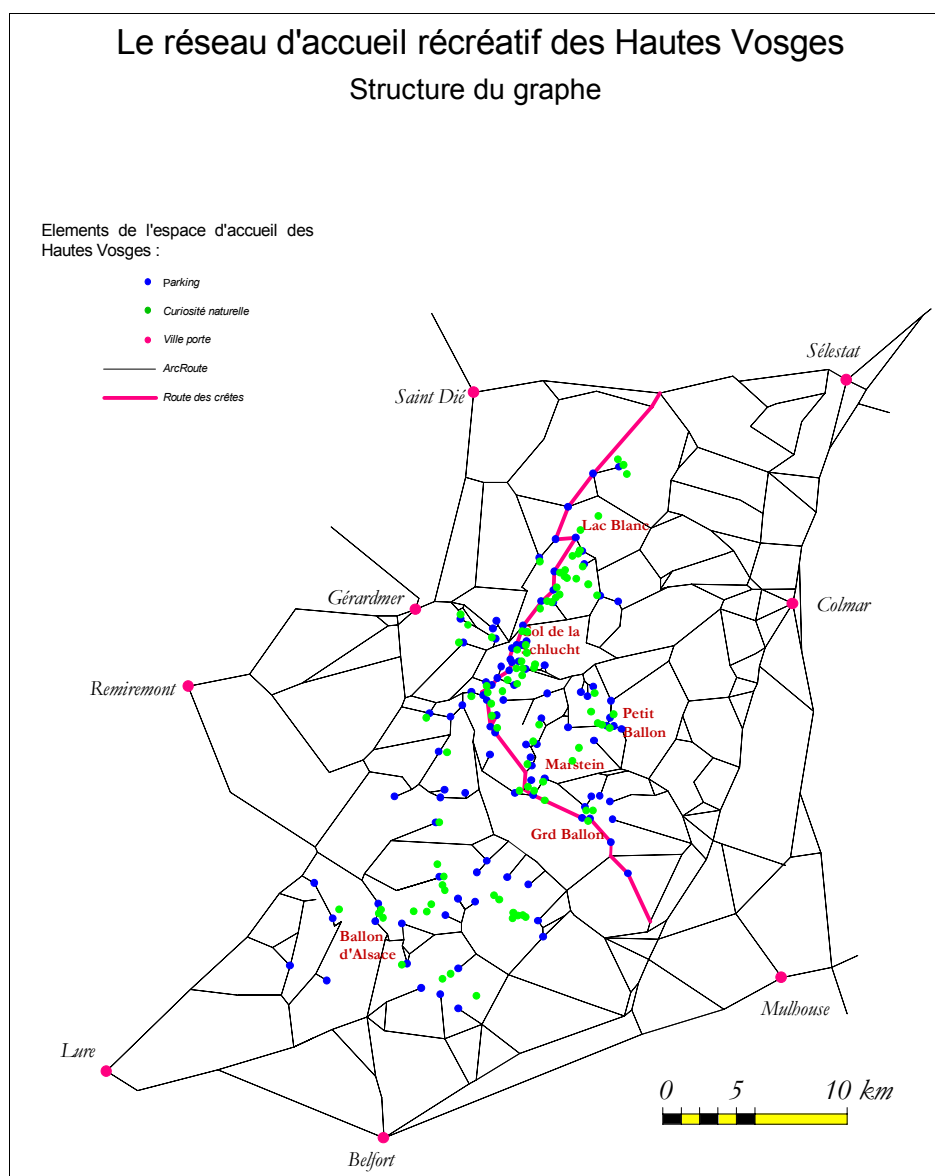 Le réseau d'accueil récréatif des Hautes Vosges
Structure du graphe
Elements de l'espace d'accueil des
Hautes Vosges :
Parking
Curiosité naturelle
Ville porte
ArcRoute
Route des crêtes
Sélestat
Saint Dié
Lac Blanc
Gérardmer
Colmar
Col de la
Schlucht
Remiremont
Petit
Ballon
Marstein
Grd Ballon
Ballon
d'Alsace
Mulhouse
Lure
0 5 10 km
Belfort